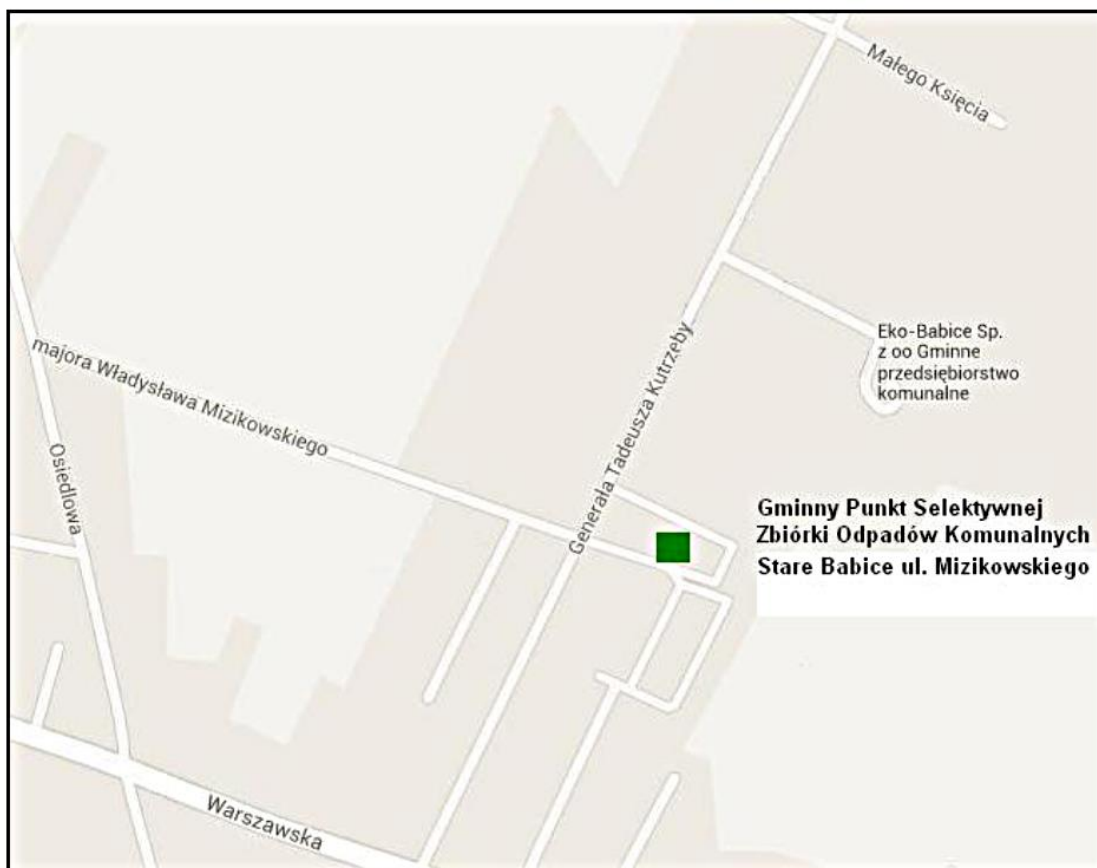 Małego Księcia
Eko-Babice Sp.
z oo Gminne
przedsiębiorstwo
komunalne
majora Władysława Mizikowskiego
Generała Tadeusza Kutrzeby
Osiedlowa
Gminny Punkt Selektywnej
Zbiórki Odpadów Komunalnych
Stare Babice ul. Mizikowskiego
Warszawska